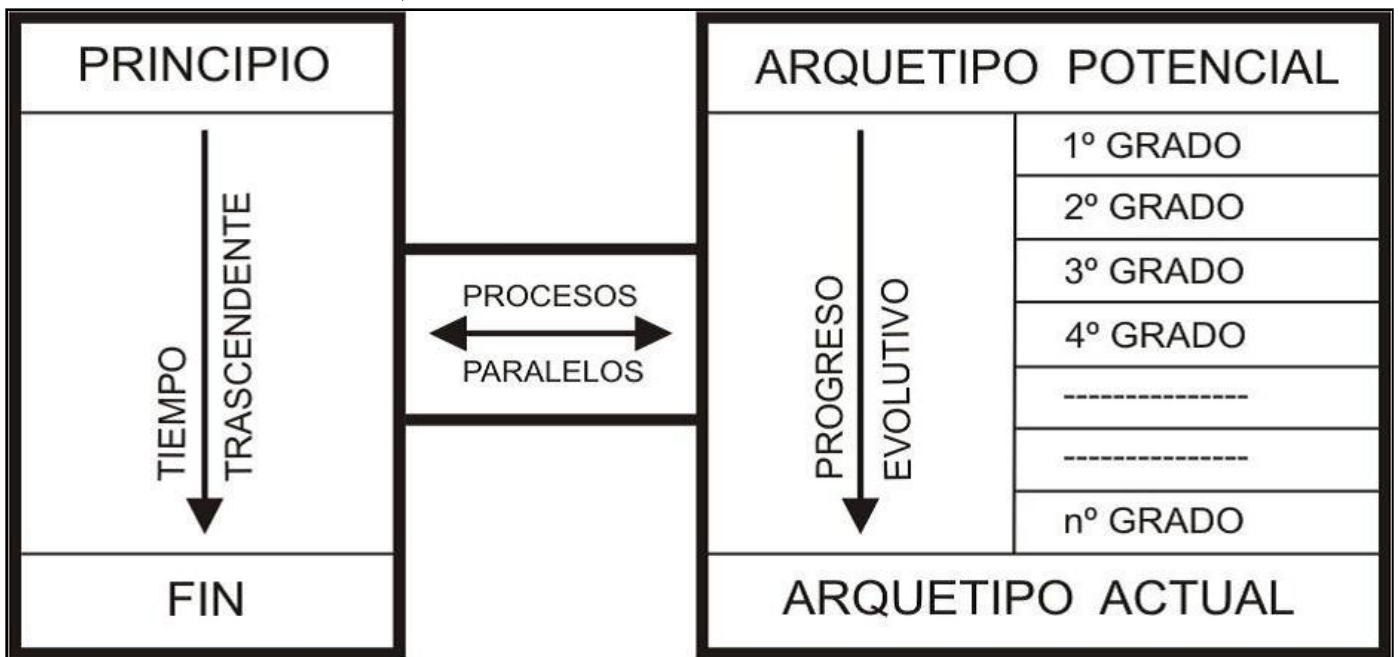 PRINCIPIO
TIEMPO
TRASCENDENTE
FIN
PROCESOS
PARALELOS
ARQUETIPO POTENCIAL
PROGRESO
EVOLUTIVO
1º GRADO
2º GRADO
3º GRADO
4º GRADO
---------------
---------------
nº GRADO
ARQUETIPO ACTUAL